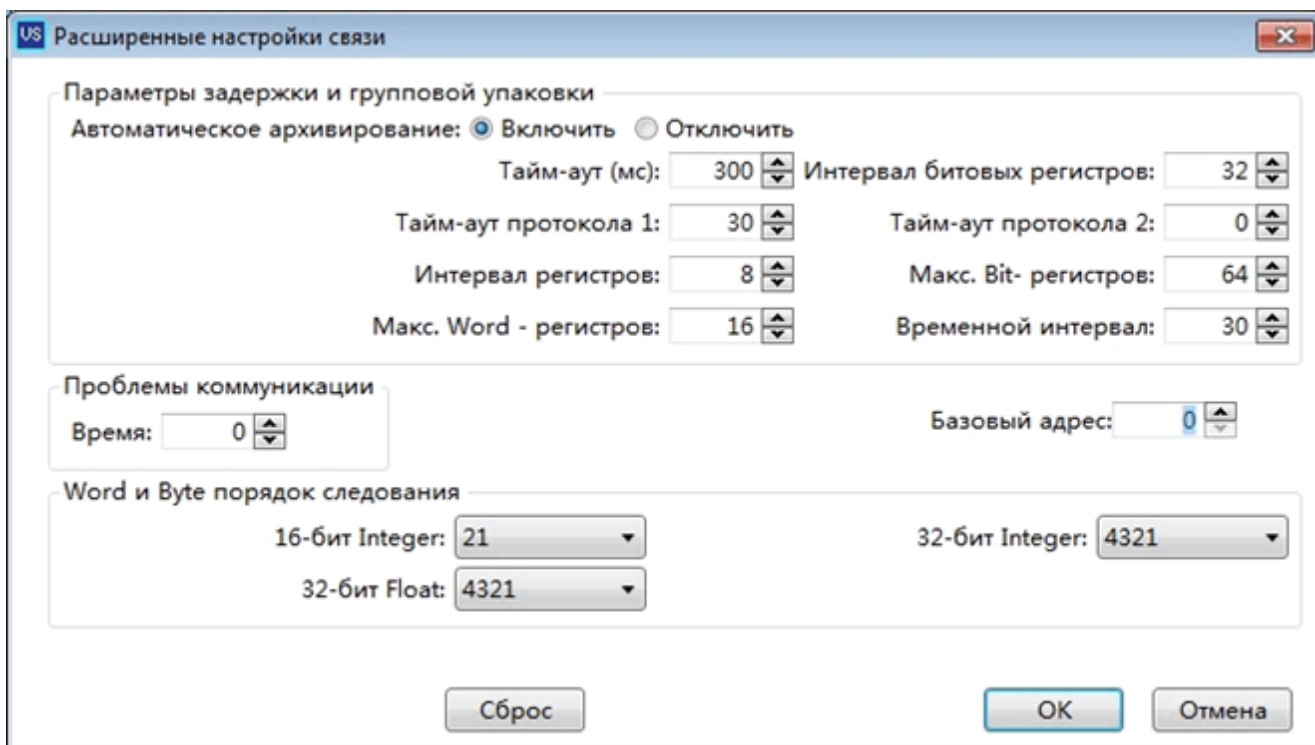 US Расширенные настройки связи
Параметры задержки и групповой упаковки
Автоматическое архивирование: Включить Отключить
Тайм-аут (мс): 300 Интервал битовых регистров: 32
Тайм-аут протокола 1: 30 Тайм-аут протокола 2: 0
Интервал регистров: 8 Макс. Bit- регистров: 64
Макс. Word - регистров: 16 Временной интервал: 30
Проблемы коммуникации
Время: 0 Базовый адрес: 0
Word и Byte порядок следования
16-бит Integer: 21 32-бит Integer: 4321
32-бит Float: 4321
Сброс OK Отмена